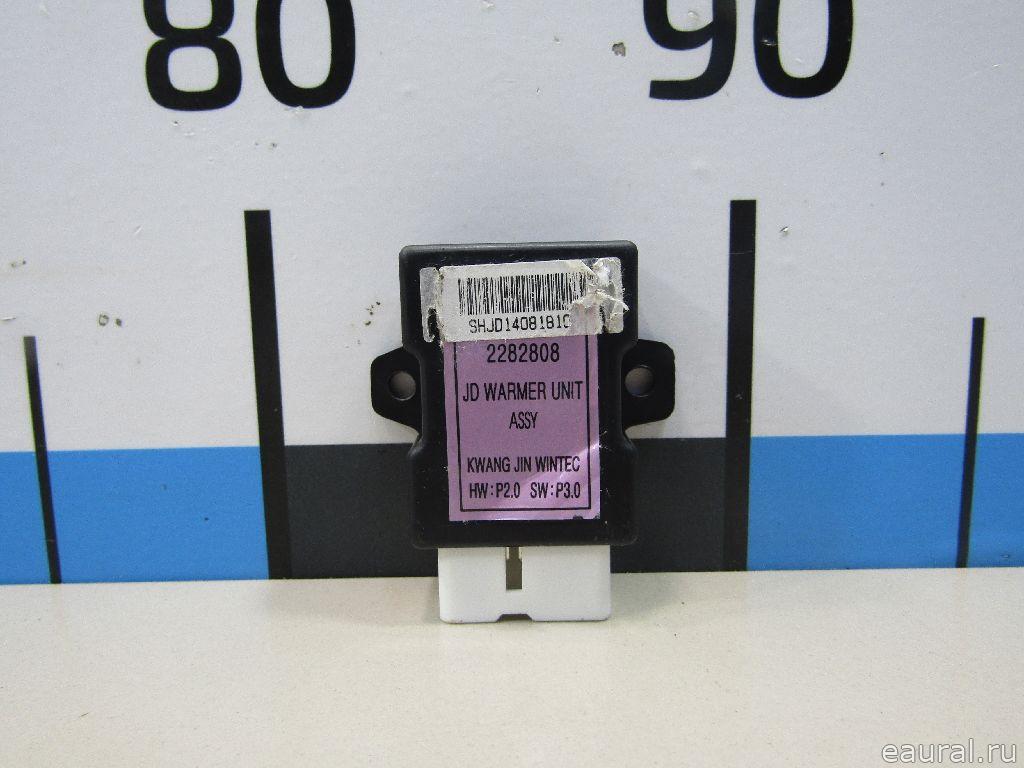 80 90
SHJD14081810
2282808
JD WARMER UNIT
ASSY
KWANG JIN WINTEC
HW:P2.0 SW:P3.0
eaural.ru